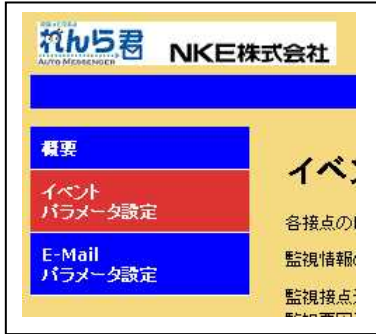 れんら君
AUTO MESSENGER
NKE株式会社
概要
イベント
パラメータ設定
E-Mail
パラメータ設定
イベ
各接点の
監視情報
監視接点